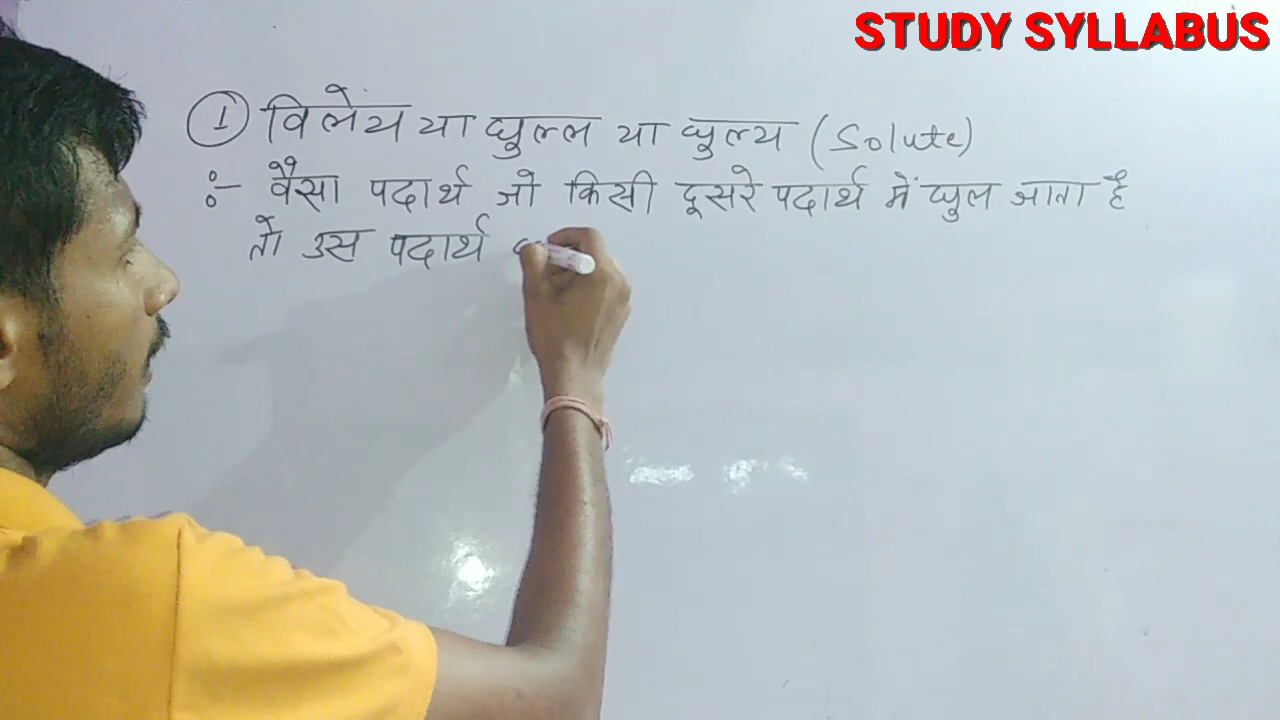 STUDY SYLLABUS
① विलेय या घुल्ल या घुल्य (Solute)
:- वैसा पदार्थ जो किसी दूसरे पदार्थ में घुल जाता है
तो उस पदार्थ